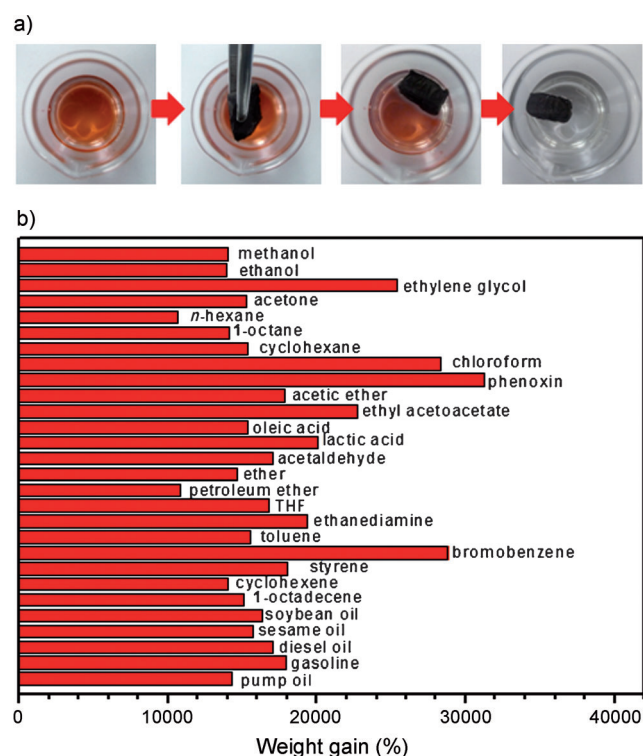 a)
b)
methanol
ethanol
ethylene glycol
acetone
n-hexane
1-octane
cyclohexane
chloroform
phenoxin
acetic ether
ethyl acetoacetate
oleic acid
lactic acid
acetaldehyde
ether
petroleum ether
THF
ethanediamine
toluene
bromobenzene
styrene
cyclohexene
1-octadecene
soybean oil
sesame oil
diesel oil
gasoline
pump oil
0 10000 20000 30000 40000
Weight gain (%)